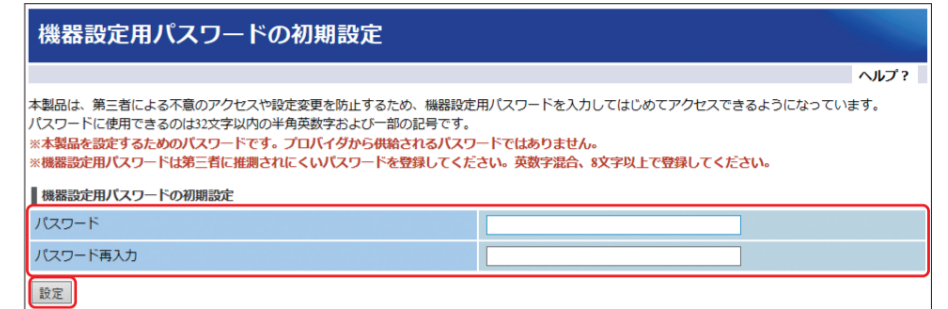 機器設定用パスワードの初期設定
ヘルプ？
本製品は、第三者による不意のアクセスや設定変更を防止するため、機器設定用パスワードを入力してはじめてアクセスできるようになっています。
パスワードに使用できるのは32文字以内の半角英数字および一部の記号です。
※本製品を設定するためのパスワードです。プロバイダから供給されるパスワードではありません。
※機器設定用パスワードは第三者に推測されにくいパスワードを登録してください。英数字混合、8文字以上で登録してください。
機器設定用パスワードの初期設定
パスワード
パスワード再入力
設定